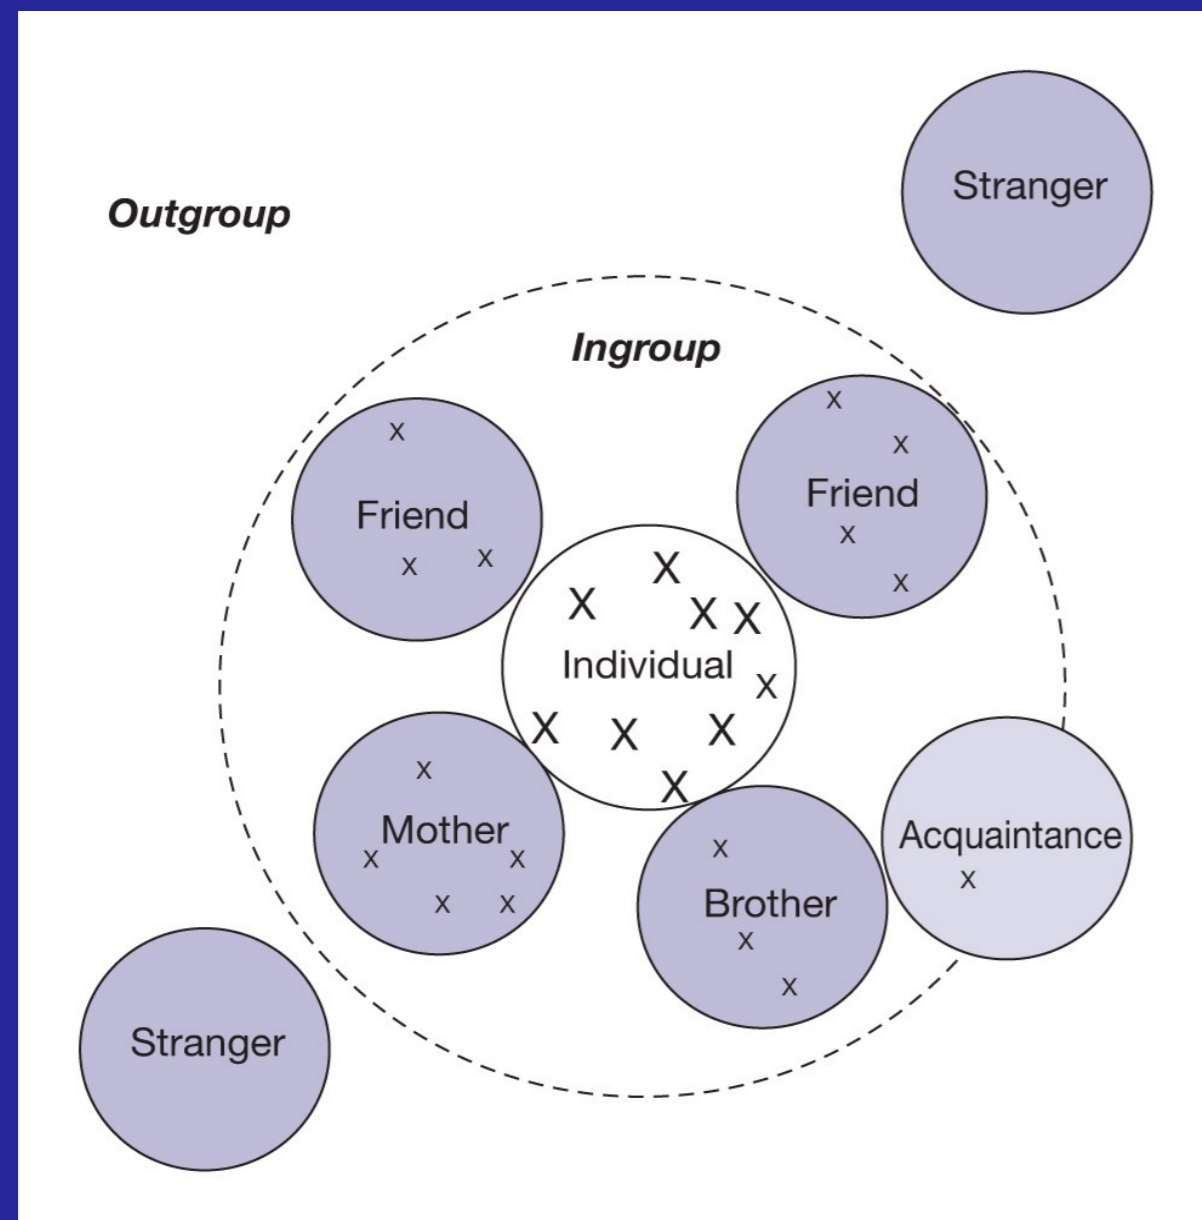 Stranger
Outgroup
Ingroup
x
x
x
Friend
Friend
x
x
x
x
X
x
X
X X
Individual
x
X
X
X
x
X
Mother
Acquaintance
x
x
x
x
x
x
Brother
x
x
Stranger